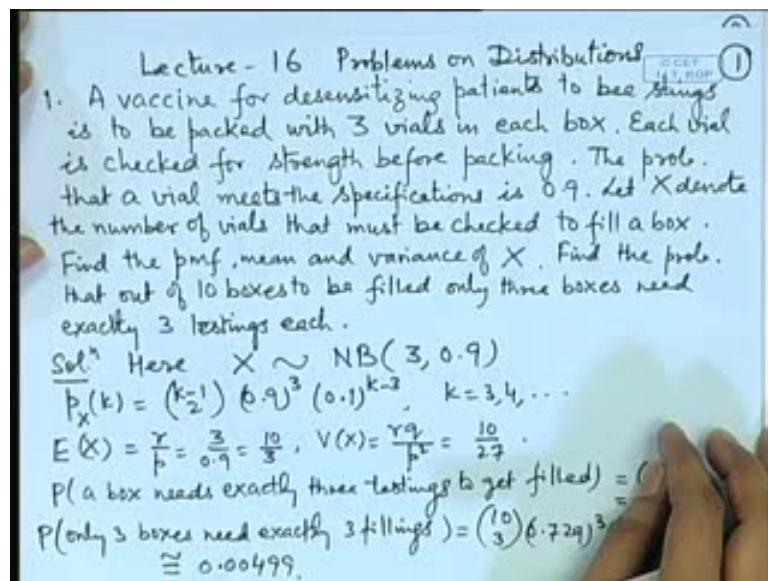 Lecture - 16 Problems on Distributions 1
1. A vaccine for desensitizing patients to bee stings
is to be packed with 3 vials in each box. Each vial
is checked for strength before packing. The prob.
that a vial meets the specifications is 0.9. Let X denote
the number of vials that must be checked to fill a box.
Find the pmf, mean and variance of X. Find the prob.
that out of 10 boxes to be filled only three boxes need
exactly 3 testings each.
Solⁿ Here X ~ NB(3, 0.9)
p_X(k) = (k-1 2) (0.9)³ (0.1)^{k-3}, k = 3, 4, ...
E(X) = r/p = 3/0.9 = 10/3, V(X) = rq/p² = 10/27.
P(a box needs exactly three testings to get filled) = (
=
P(only 3 boxes need exactly 3 fillings) = (10 3) (0.729)³
≅ 0.00499.